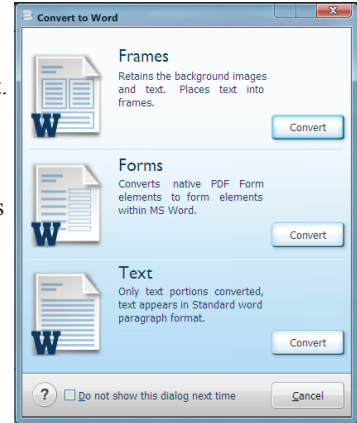 Convert to Word
Frames
Retains the background images
and text. Places text into
frames.
Convert
Forms
Converts native PDF Form
elements to form elements
within MS Word.
Convert
Text
Only text portions converted,
text appears in Standard word
paragraph format.
Convert
? Do not show this dialog next time
Cancel